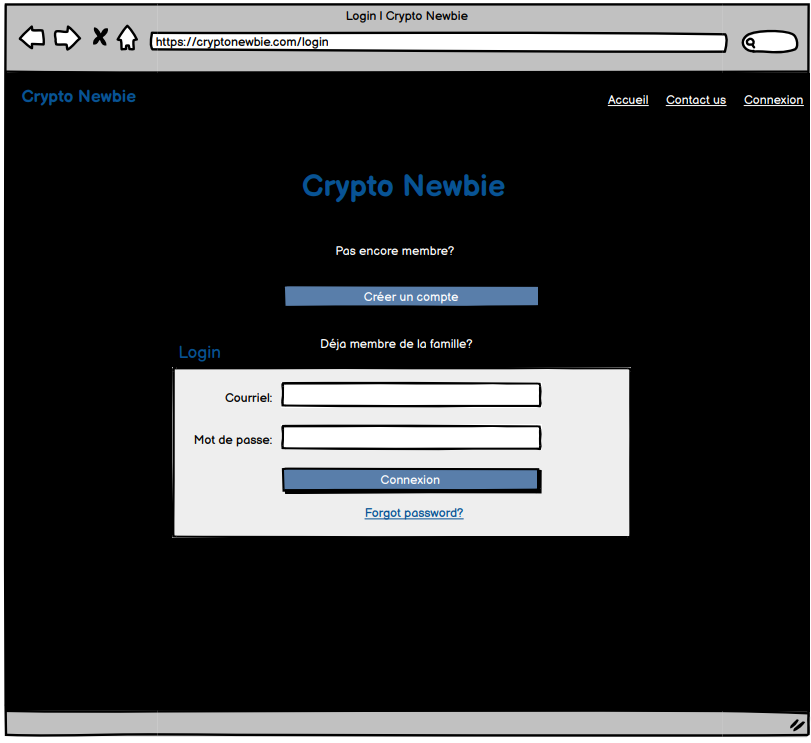 Login | Crypto Newbie
https://cryptonewbie.com/login
Crypto Newbie
Accueil Contact us Connexion
Crypto Newbie
Pas encore membre?
Créer un compte
Déja membre de la famille?
Login
Courriel:
Mot de passe:
Connexion
Forgot password?